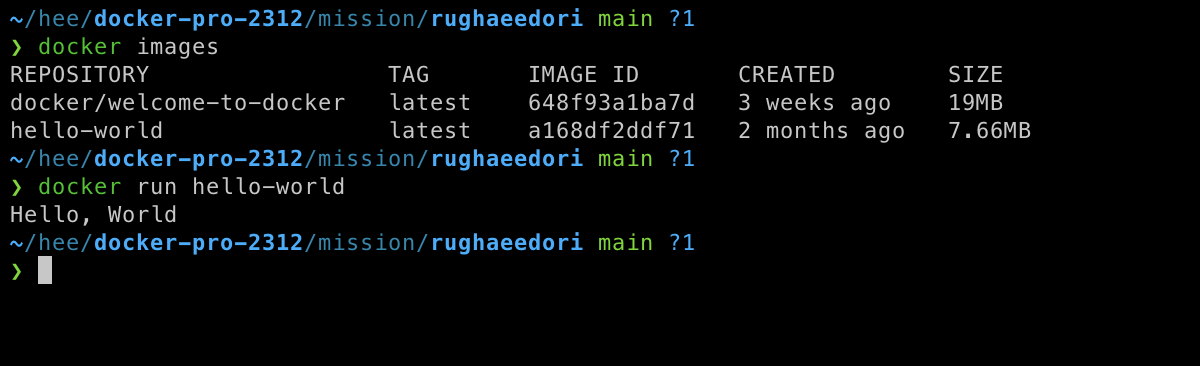 ~/hee/docker-pro-2312/mission/rughaeedori main ?1
❯ docker images
REPOSITORY                 TAG       IMAGE ID       CREATED        SIZE
docker/welcome-to-docker   latest    648f93a1ba7d   3 weeks ago    19MB
hello-world                latest    a168df2ddf71   2 months ago   7.66MB
~/hee/docker-pro-2312/mission/rughaeedori main ?1
❯ docker run hello-world
Hello, World
~/hee/docker-pro-2312/mission/rughaeedori main ?1
❯